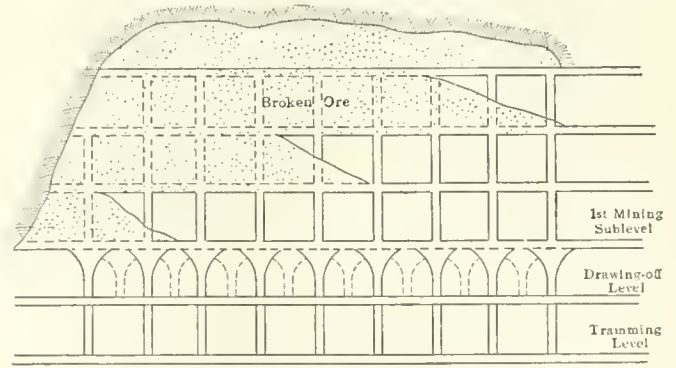 Broken Ore
1st Mining
Sublevel
Drawing-off
Level
Tramming
Level